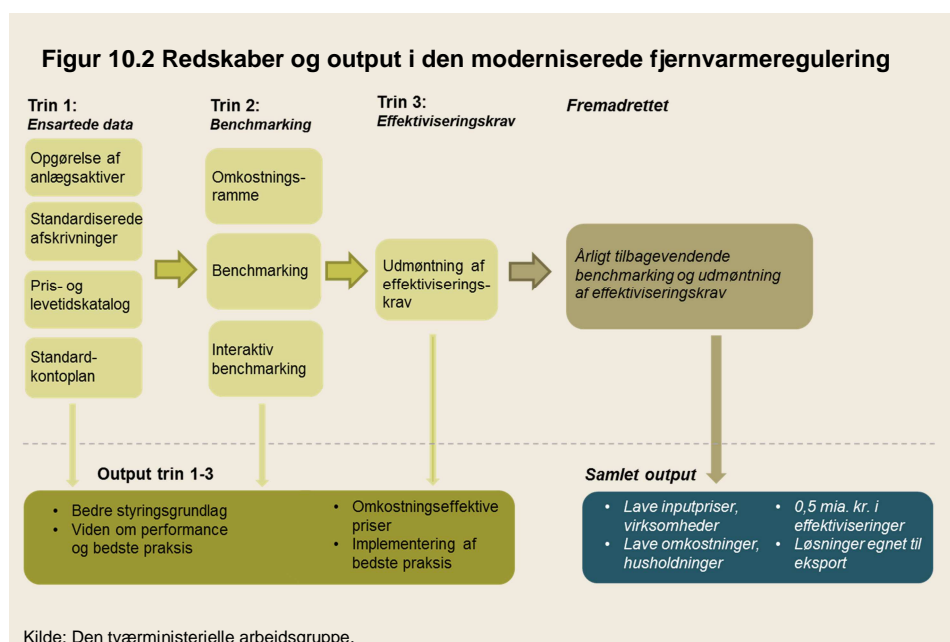 Figur 10.2 Redskaber og output i den moderniserede fjernvarmeregulering
Trin 1:
Ensartede data
Opgørelse af
anlægsaktiver
Standardiserede
afskrivninger
Pris- og
levetidskatalog
Standard-
kontoplan
Trin 2:
Benchmarking
Omkostnings-
ramme
Benchmarking
Interaktiv
benchmarking
Trin 3:
Effektiviseringskrav
Udmøntning af
effektiviserings-
krav
Fremadrettet
Årligt tilbagevendende
benchmarking og udmøntning
af effektiviseringskrav
Output trin 1-3
• Bedre styringsgrundlag
• Viden om performance
og bedste praksis
• Omkostningseffektive
priser
• Implementering af
bedste praksis
Samlet output
• Lave inputpriser,
virksomheder
• Lave omkostninger,
husholdninger
• 0,5 mia. kr. i
effektiviseringer
• Løsninger egnet til
eksport
Kilde: Den tværministerielle arbejdsgruppe.